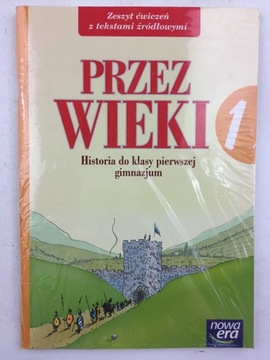 Zeszyt ćwiczeń
z tekstami źródłowymi
PRZEZ
WIEKI
1
Historia do klasy pierwszej
gimnazjum
nowa
era